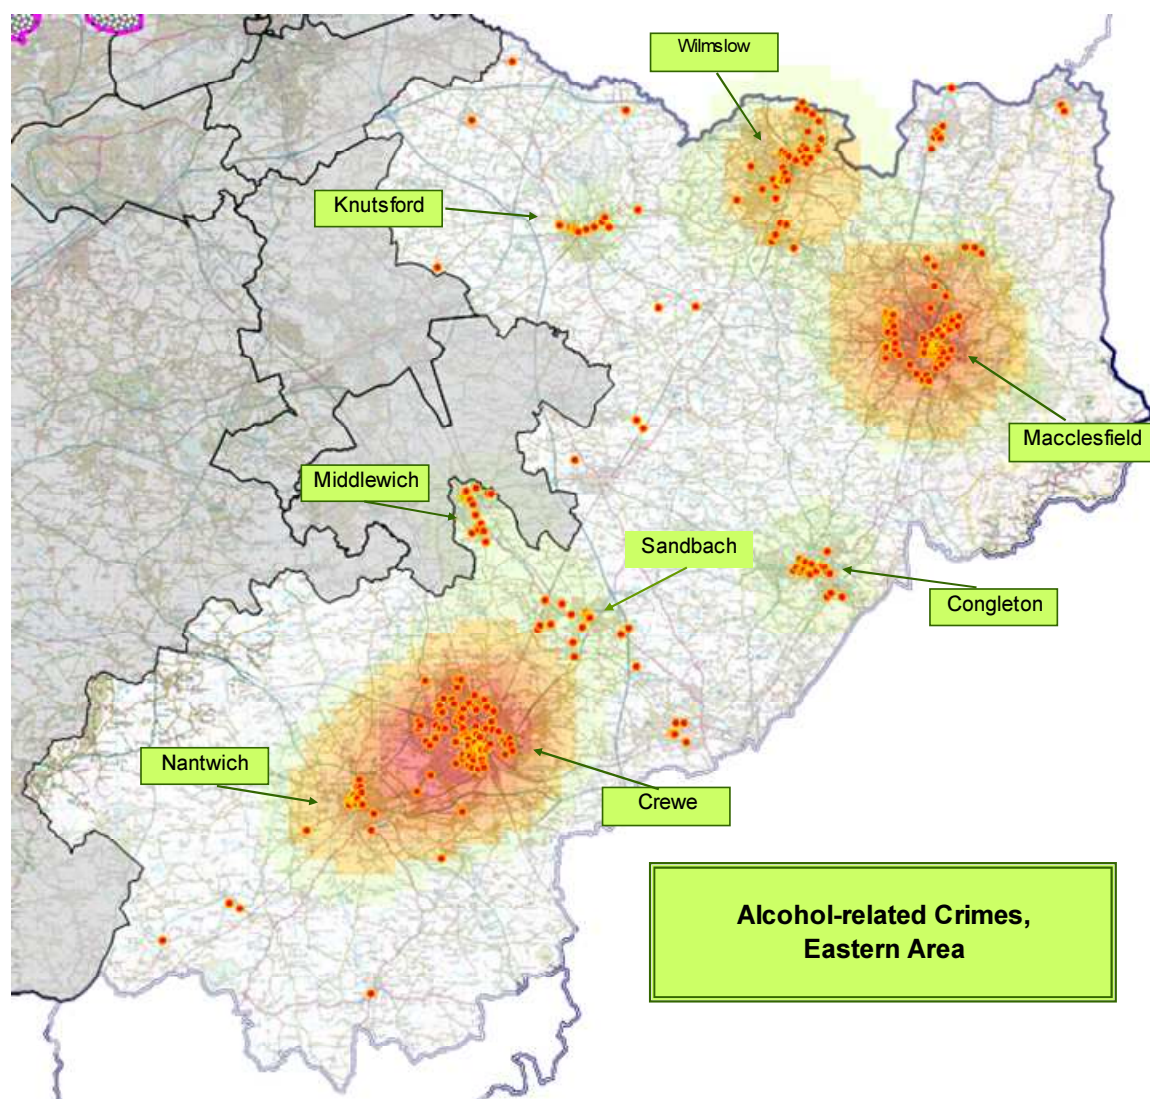 Wilmslow
Knutsford
Macclesfield
Middlewich
Sandbach
Congleton
Nantwich
Crewe
Alcohol-related Crimes,
Eastern Area